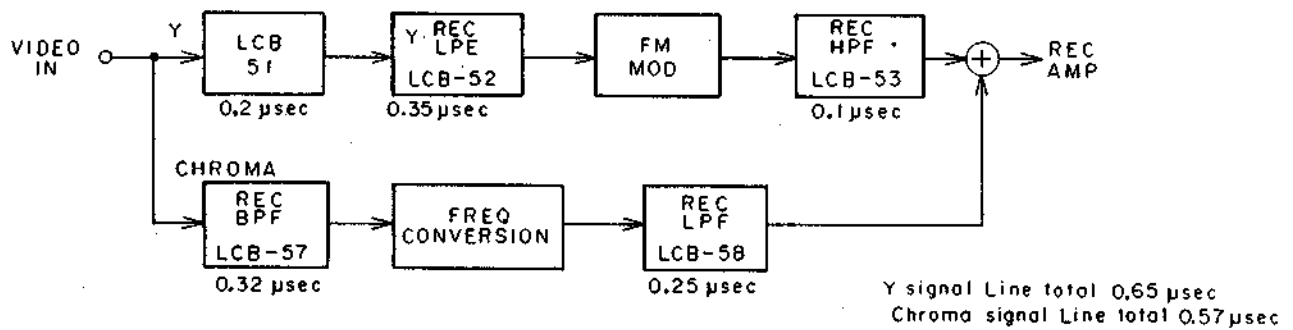 VIDEO
IN
Y
LCB
51
0.2 µsec
Y REC
LPE
LCB-52
0.35 µsec
FM
MOD
REC
HPF
LCB-53
0.1 µsec
+
REC
AMP
CHROMA
REC
BPF
LCB-57
0.32 µsec
FREQ
CONVERSION
REC
LPF
LCB-58
0.25 µsec
Y signal Line total 0.65 µsec
Chroma signal Line total 0.57 µsec